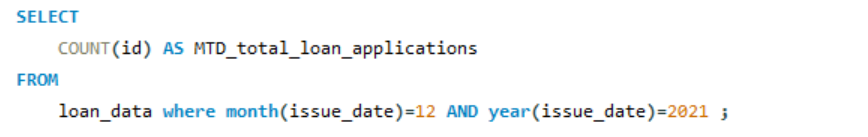 SELECT
COUNT(id) AS MTD_total_loan_applications
FROM
loan_data where month(issue_date)=12 AND year(issue_date)=2021 ;